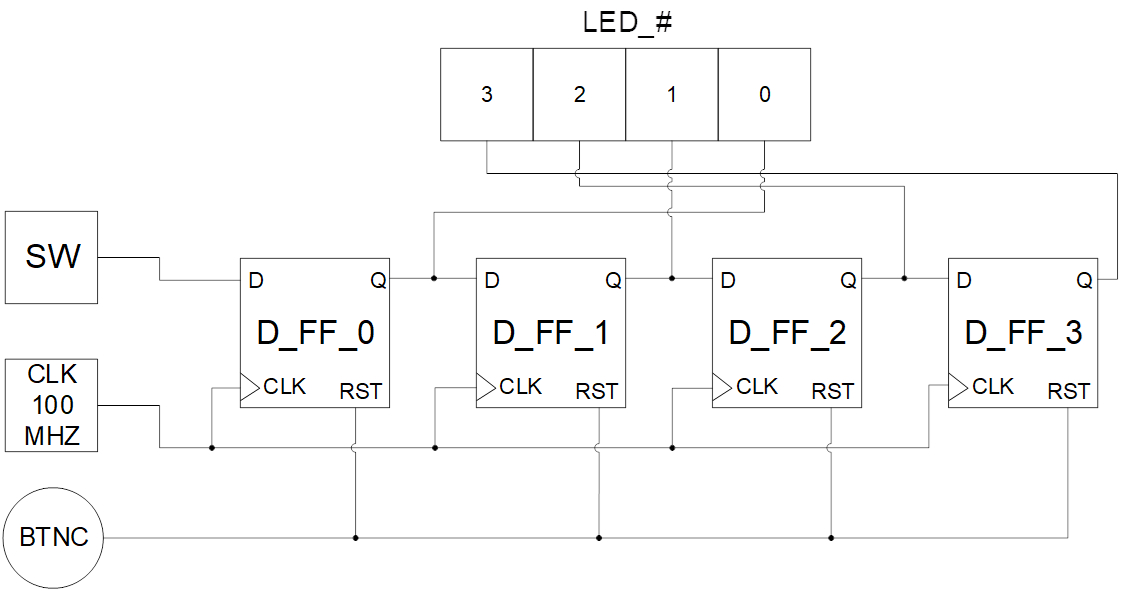 LED_#
3 2 1 0
SW
D Q D Q D Q D Q
D_FF_0 D_FF_1 D_FF_2 D_FF_3
CLK
100
MHZ
CLK RST CLK RST CLK RST CLK RST
BTNC